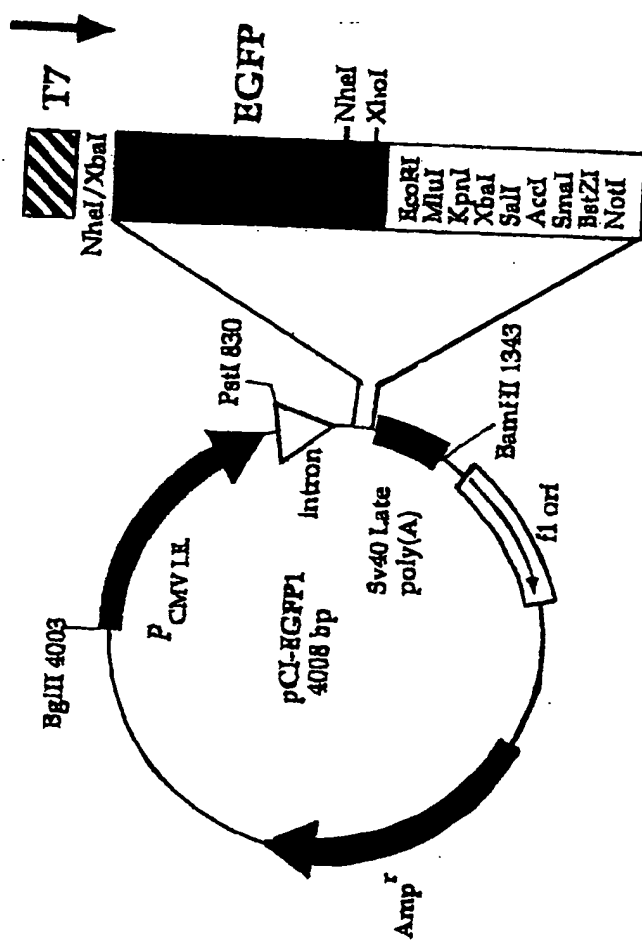 BglII 4003
P CMV I.E.
PstI 830
Intron
pCI-EGFP1
4008 bp
Sv40 Late
poly(A)
BamHI 1343
f1 ori
Amp r
T7
NheI/XbaI
EGFP
NheI
XhoI
EcoRI
MluI
KpnI
XbaI
SalI
AccI
SmaI
BstZI
NotI